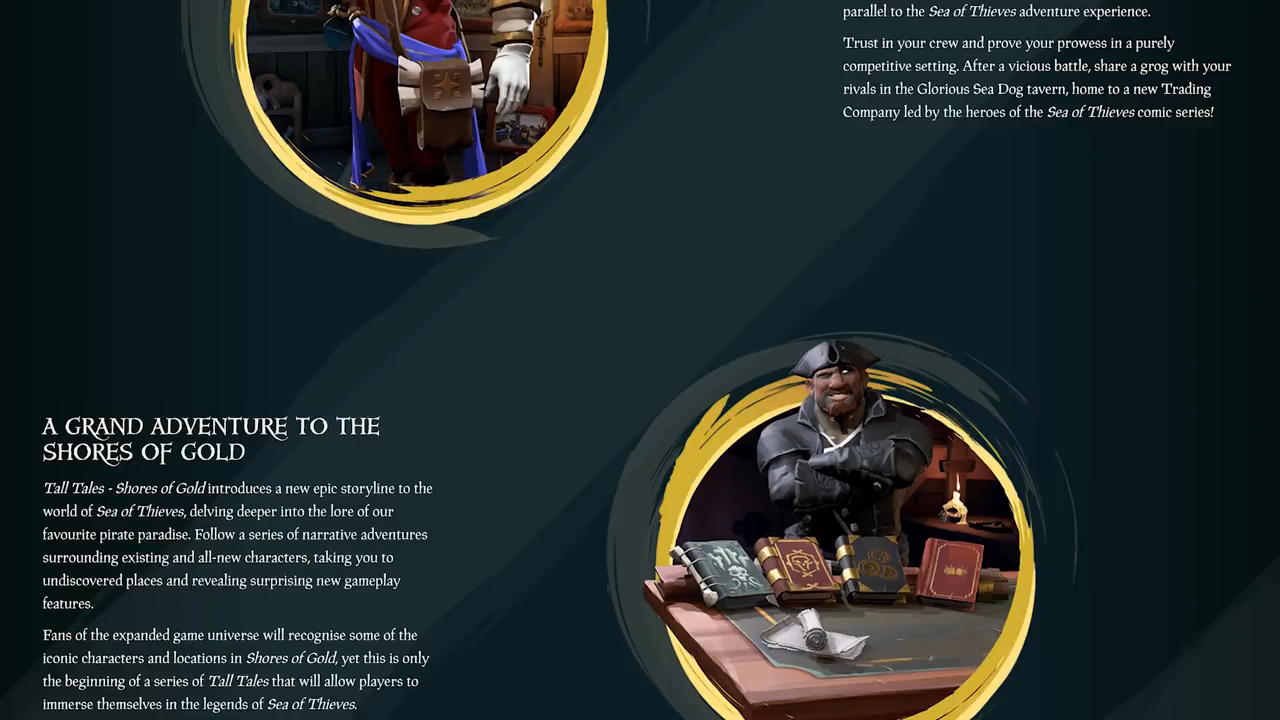 parallel to the Sea of Thieves adventure experience.
Trust in your crew and prove your prowess in a purely
competitive setting. After a vicious battle, share a grog with your
rivals in the Glorious Sea Dog tavern, home to a new Trading
Company led by the heroes of the Sea of Thieves comic series!
A GRAND ADVENTURE TO THE
SHORES OF GOLD
Tall Tales - Shores of Gold introduces a new epic storyline to the
world of Sea of Thieves, delving deeper into the lore of our
favourite pirate paradise. Follow a series of narrative adventures
surrounding existing and all-new characters, taking you to
undiscovered places and revealing surprising new gameplay
features.
Fans of the expanded game universe will recognise some of the
iconic characters and locations in Shores of Gold, yet this is only
the beginning of a series of Tall Tales that will allow players to
immerse themselves in the legends of Sea of Thieves.